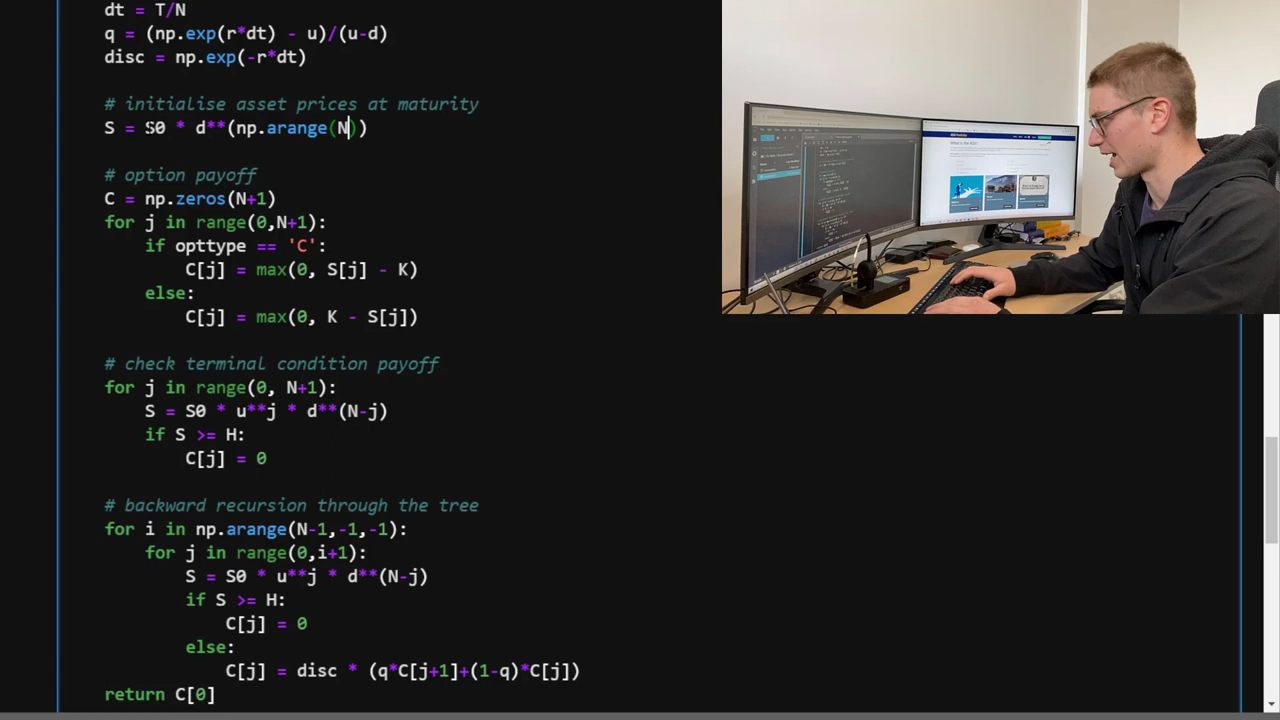 dt = T/N
q = (np.exp(r*dt) - u)/(u-d)
disc = np.exp(-r*dt)
# initialise asset prices at maturity
S = S0 * d**(np.arange(N))
# option payoff
C = np.zeros(N+1)
for j in range(0,N+1):
if opttype == 'C':
C[j] = max(0, S[j] - K)
else:
C[j] = max(0, K - S[j])
# check terminal condition payoff
for j in range(0, N+1):
S = S0 * u**j * d**(N-j)
if S >= H:
C[j] = 0
# backward recursion through the tree
for i in np.arange(N-1,-1,-1):
for j in range(0,i+1):
S = S0 * u**j * d**(N-j)
if S >= H:
C[j] = 0
else:
C[j] = disc * (q*C[j+1]+(1-q)*C[j])
return C[0]